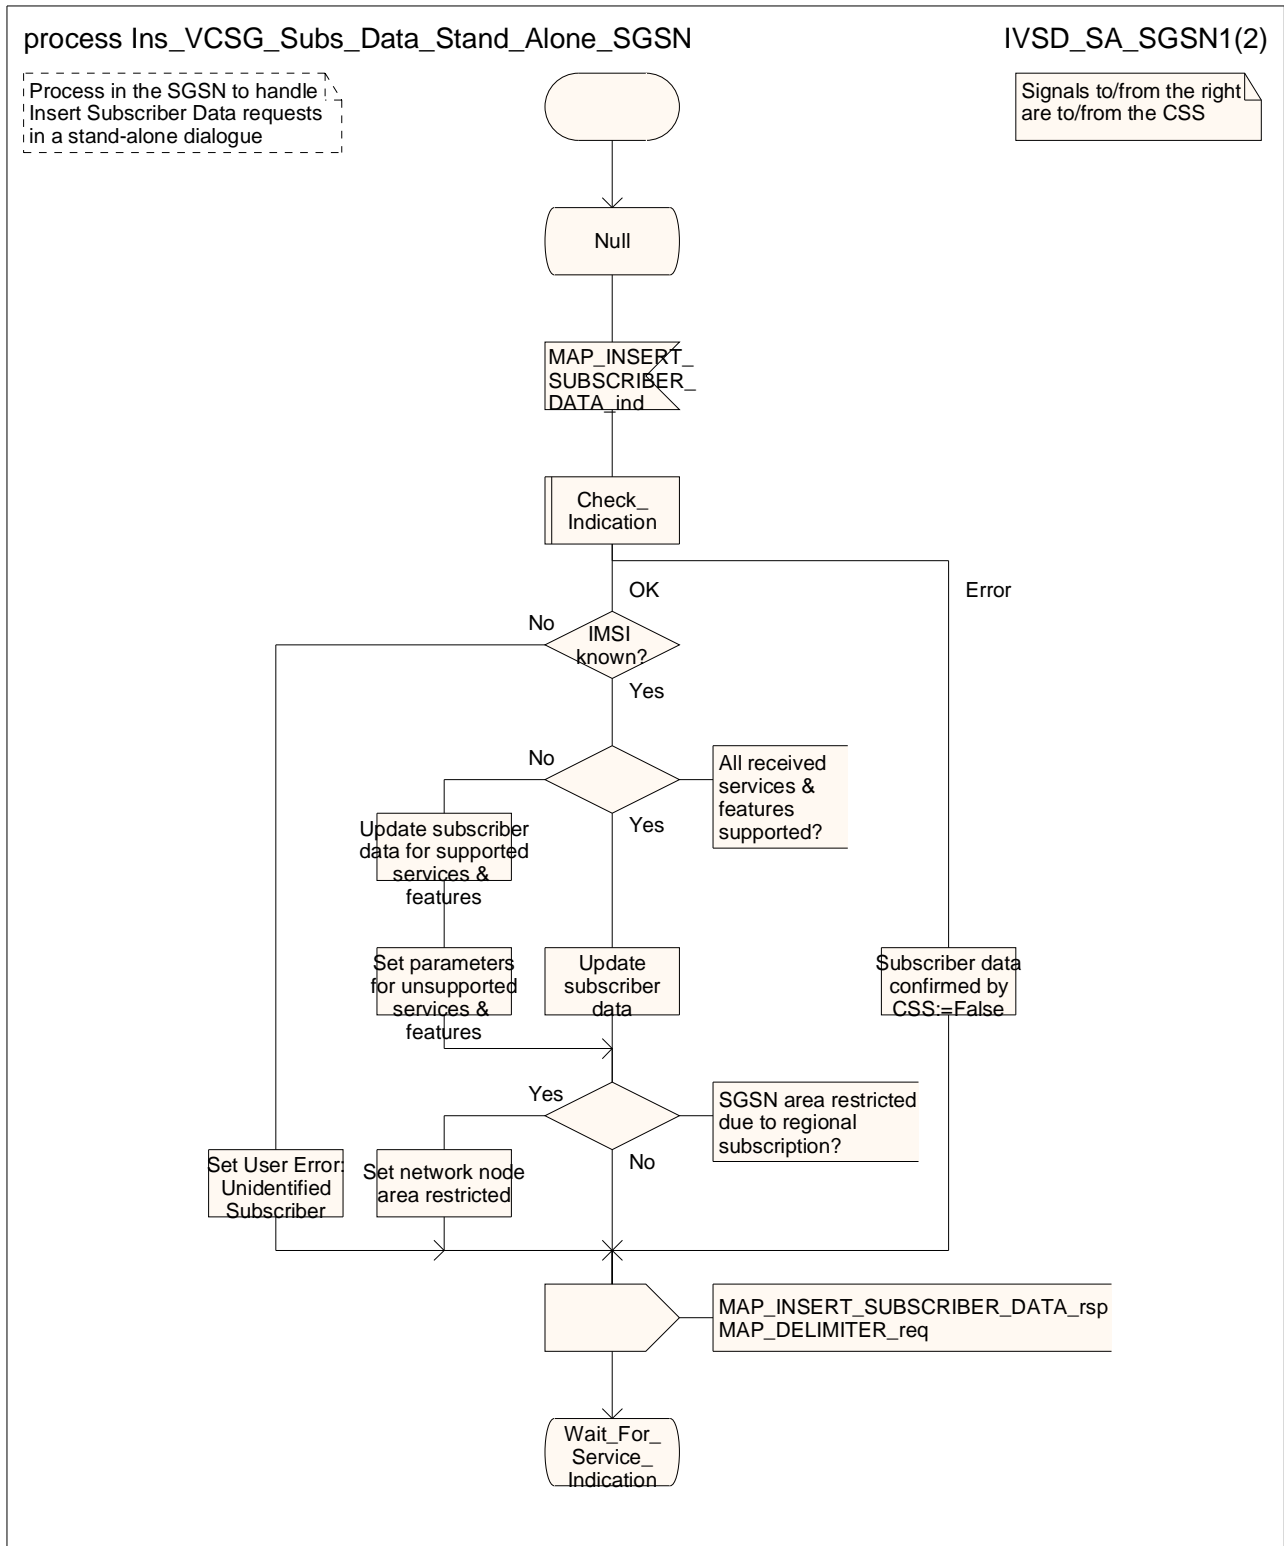 process Ins_VCSG_Subs_Data_Stand_Alone_SGSN
IVSD_SA_SGSN1(2)
Process in the SGSN to handle
Insert Subscriber Data requests
in a stand-alone dialogue
Signals to/from the right
are to/from the CSS
Null
MAP_INSERT_
SUBSCRIBER_
DATA_ind
Check_
Indication
OK
Error
No
IMSI
known?
Yes
No
All received
services &
features
supported?
Yes
Update subscriber
data for supported
services &
features
Set parameters
for unsupported
services &
features
Update
subscriber
data
Subscriber data
confirmed by
CSS:=False
Yes
SGSN area restricted
due to regional
subscription?
No
Set User Error:
Unidentified
Subscriber
Set network node
area restricted
MAP_INSERT_SUBSCRIBER_DATA_rsp
MAP_DELIMITER_req
Wait_For_
Service_
Indication